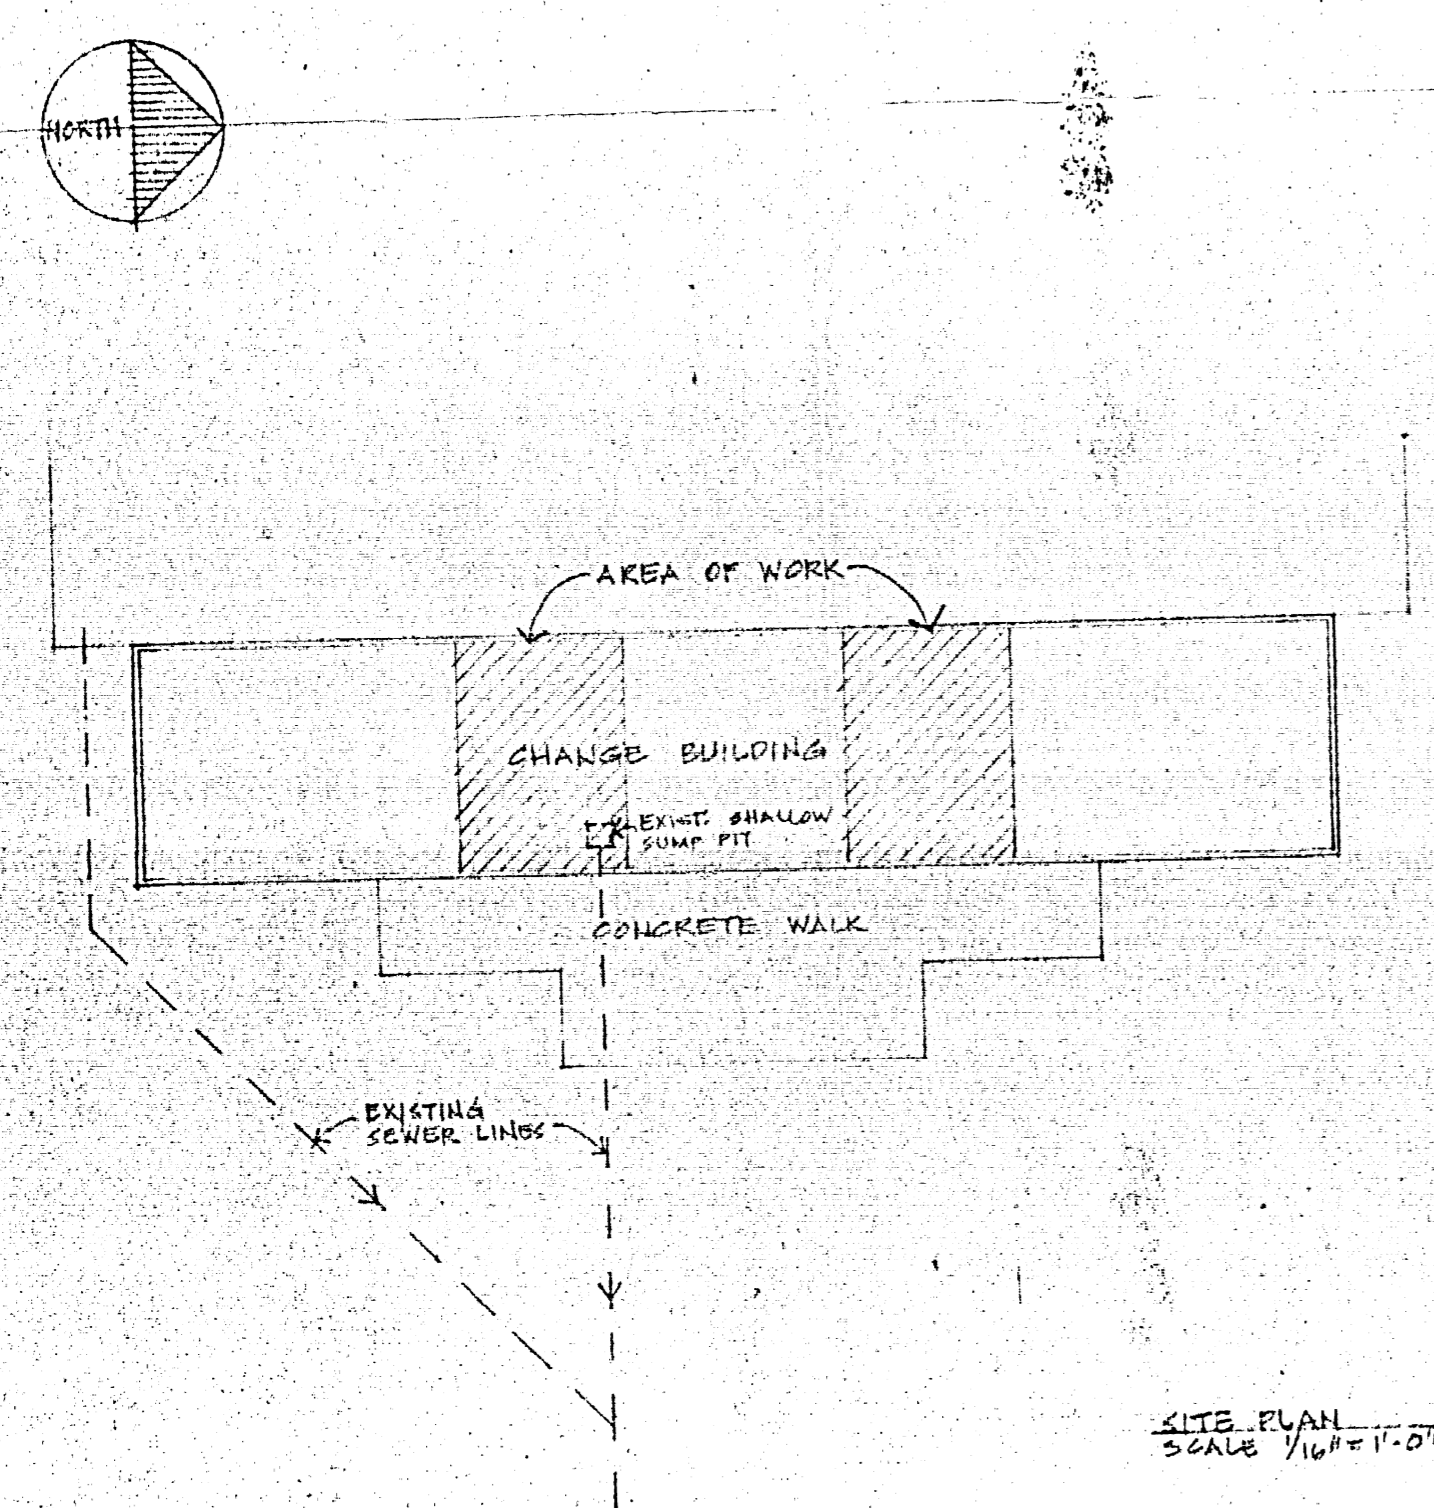 NORTH
AREA OF WORK
CHANGE BUILDING
EXIST. SHALLOW
SUMP PIT
CONCRETE WALK
EXISTING
SEWER LINES
SITE PLAN
SCALE 1/16" = 1'-0"